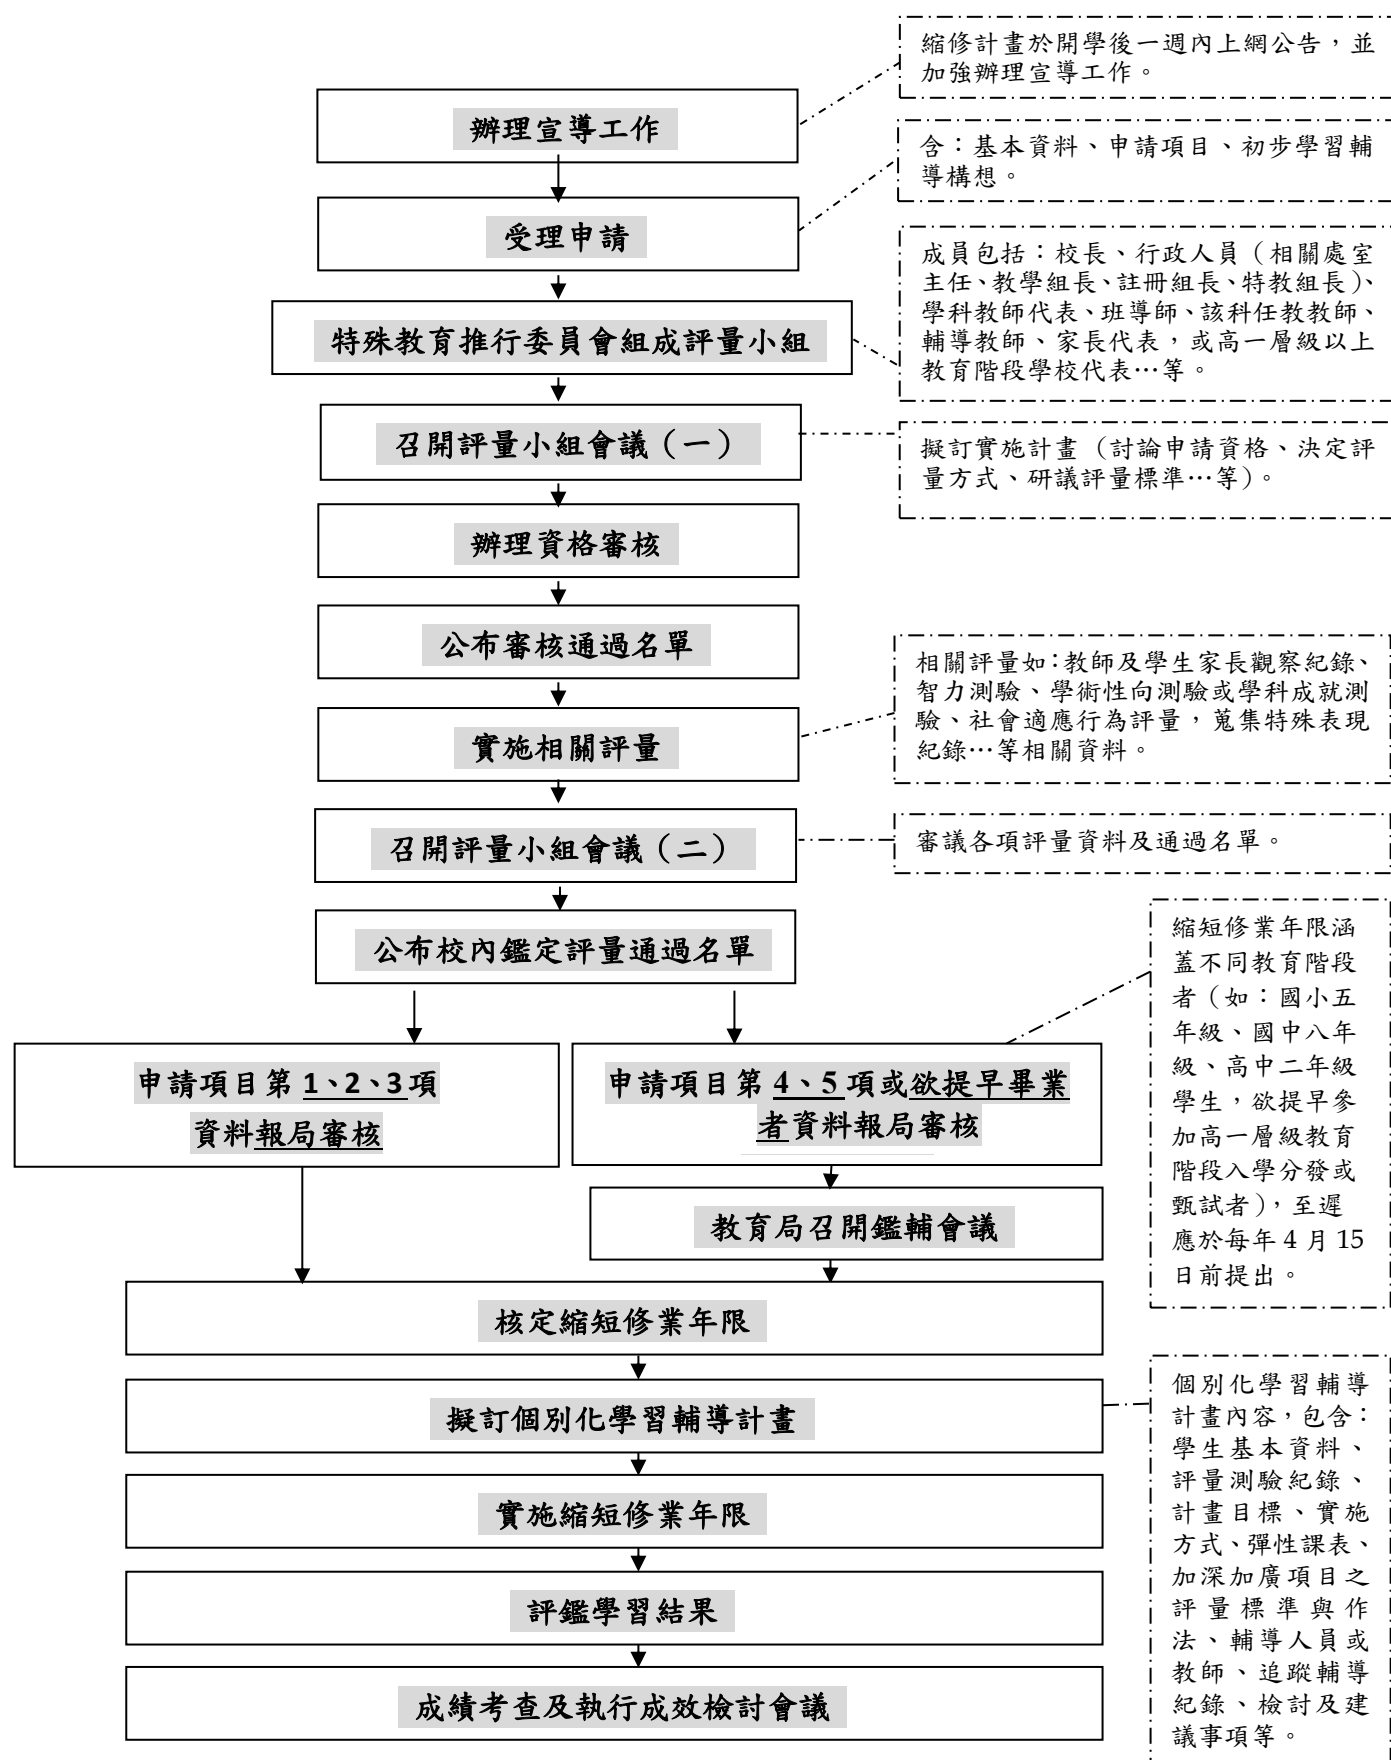 縮修計畫於開學後一週內上網公告，並
加強辦理宣導工作。
辦理宣導工作
含：基本資料、申請項目、初步學習輔
導構想。
受理申請
成員包括：校長、行政人員（相關處室
主任、教學組長、註冊組長、特教組長）、
學科教師代表、班導師、該科任教教師、
輔導教師、家長代表，或高一層級以上
教育階段學校代表…等。
特殊教育推行委員會組成評量小組
召開評量小組會議（一）
擬訂實施計畫（討論申請資格、決定評
量方式、研議評量標準…等）。
辦理資格審核
公布審核通過名單
相關評量如：教師及學生家長觀察紀錄、
智力測驗、學術性向測驗或學科成就測
驗、社會適應行為評量，蒐集特殊表現
紀錄…等相關資料。
實施相關評量
召開評量小組會議（二）
審議各項評量資料及通過名單。
公布校內鑑定評量通過名單
縮短修業年限涵
蓋不同教育階段
者（如：國小五
年級、國中八年
級、高中二年級
學生，欲提早參
加高一層級教育
階段入學分發或
甄試者），至遲
應於每年 4 月 15
日前提出。
申請項目第 1、2、3 項
資料報局審核
申請項目第 4、5 項或欲提早畢業
者資料報局審核
教育局召開鑑輔會議
核定縮短修業年限
擬訂個別化學習輔導計畫
個別化學習輔導
計畫內容，包含：
學生基本資料、
評量測驗紀錄、
計畫目標、實施
方式、彈性課表、
加深加廣項目之
評量標準與作
法、輔導人員或
教師、追蹤輔導
紀錄、檢討及建
議事項等。
實施縮短修業年限
評鑑學習結果
成績考查及執行成效檢討會議